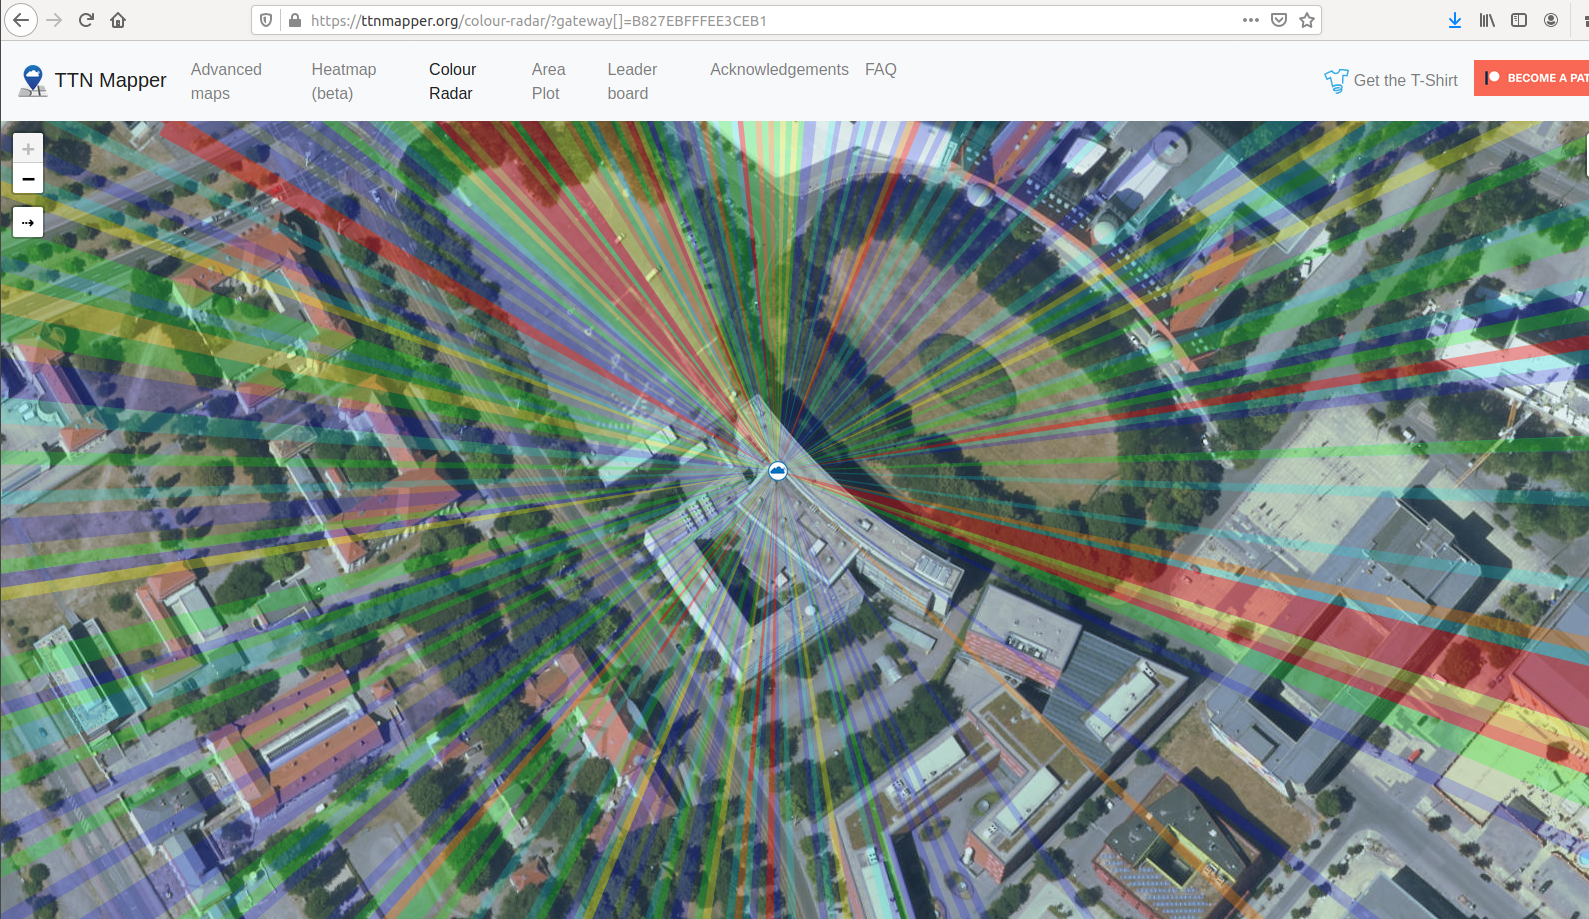 https://ttnmapper.org/colour-radar/?gateway[]=B827EBFFFEE3CEB1
TTN Mapper
Advanced maps
Heatmap (beta)
Colour Radar
Area Plot
Leader board
Acknowledgements
FAQ
Get the T-Shirt
BECOME A PAT
+
−